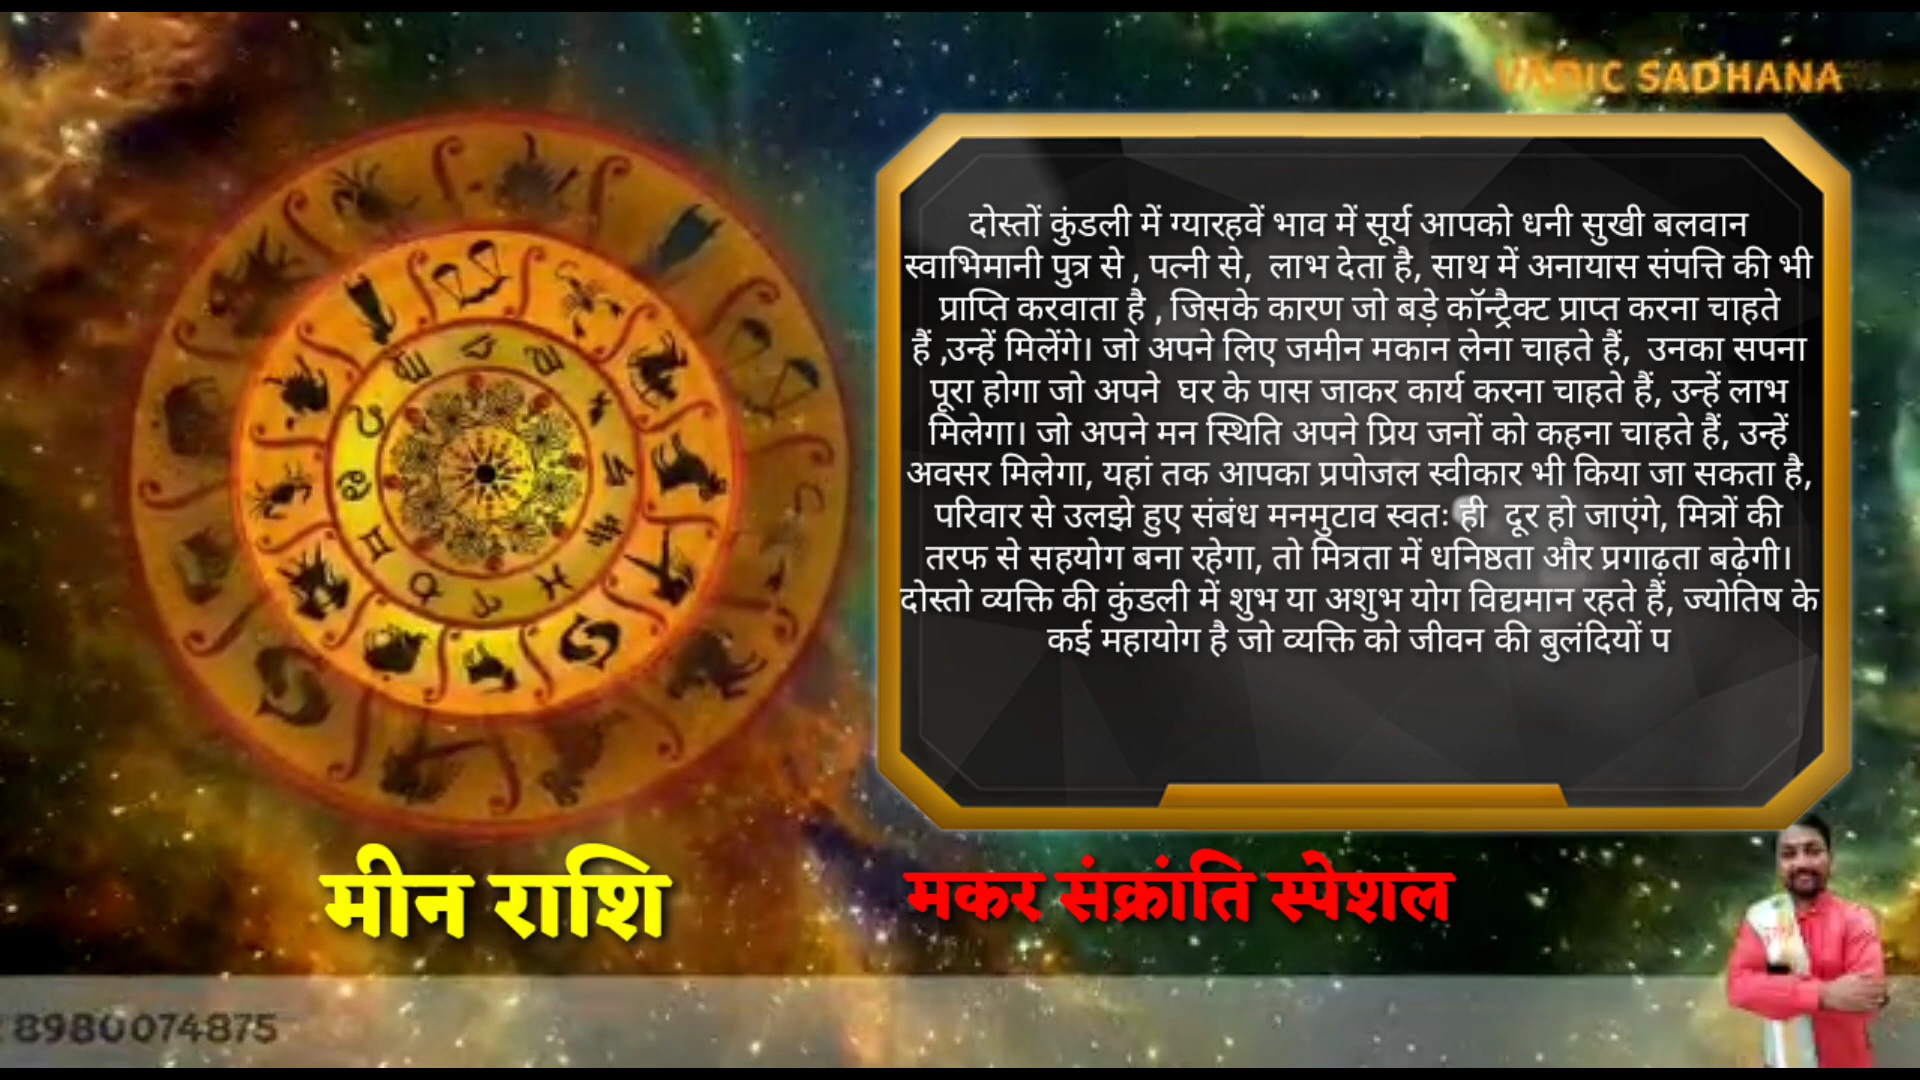 VADIC SADHANA
दोस्तों कुंडली में ग्यारहवें भाव में सूर्य आपको धनी सुखी बलवान
स्वाभिमानी पुत्र से , पत्नी से, लाभ देता है, साथ में अनायास संपत्ति की भी
प्राप्ति करवाता है , जिसके कारण जो बड़े कॉन्ट्रैक्ट प्राप्त करना चाहते
हैं ,उन्हें मिलेंगे। जो अपने लिए जमीन मकान लेना चाहते हैं, उनका सपना
पूरा होगा जो अपने घर के पास जाकर कार्य करना चाहते हैं, उन्हें लाभ
मिलेगा। जो अपने मन स्थिति अपने प्रिय जनों को कहना चाहते हैं, उन्हें
अवसर मिलेगा, यहां तक आपका प्रपोजल स्वीकार भी किया जा सकता है,
परिवार से उलझे हुए संबंध मनमुटाव स्वतः ही दूर हो जाएंगे, मित्रों की
तरफ से सहयोग बना रहेगा, तो मित्रता में धनिष्ठता और प्रगाढ़ता बढ़ेगी।
दोस्तो व्यक्ति की कुंडली में शुभ या अशुभ योग विद्यमान रहते हैं, ज्योतिष के
कई महायोग है जो व्यक्ति को जीवन की बुलंदियों प
मीन राशि
मकर संक्रांति स्पेशल
8980074875